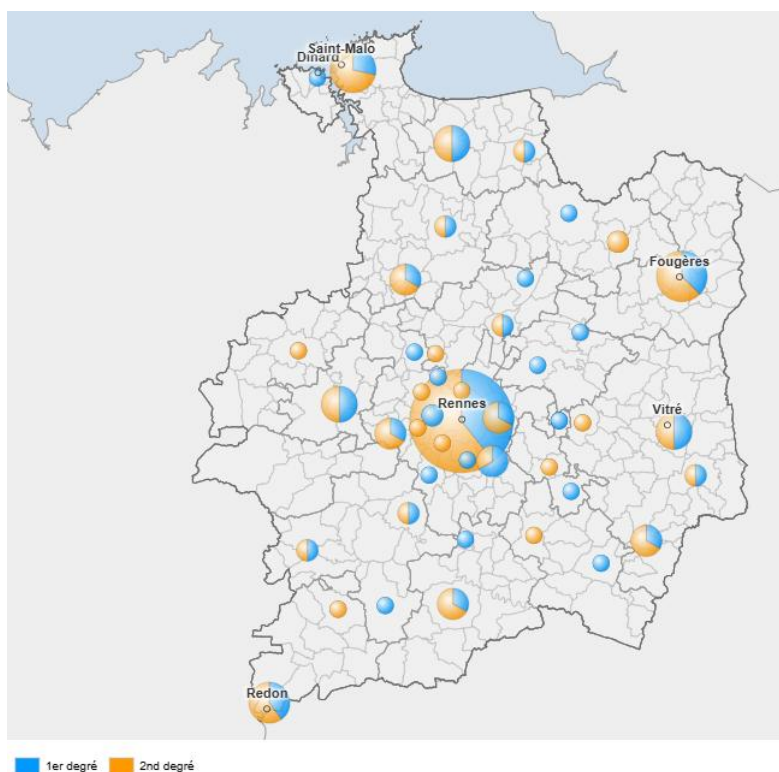 Saint-Malo
Dinard
Fougères
Rennes
Vitré
Redon
1er degré
2nd degré